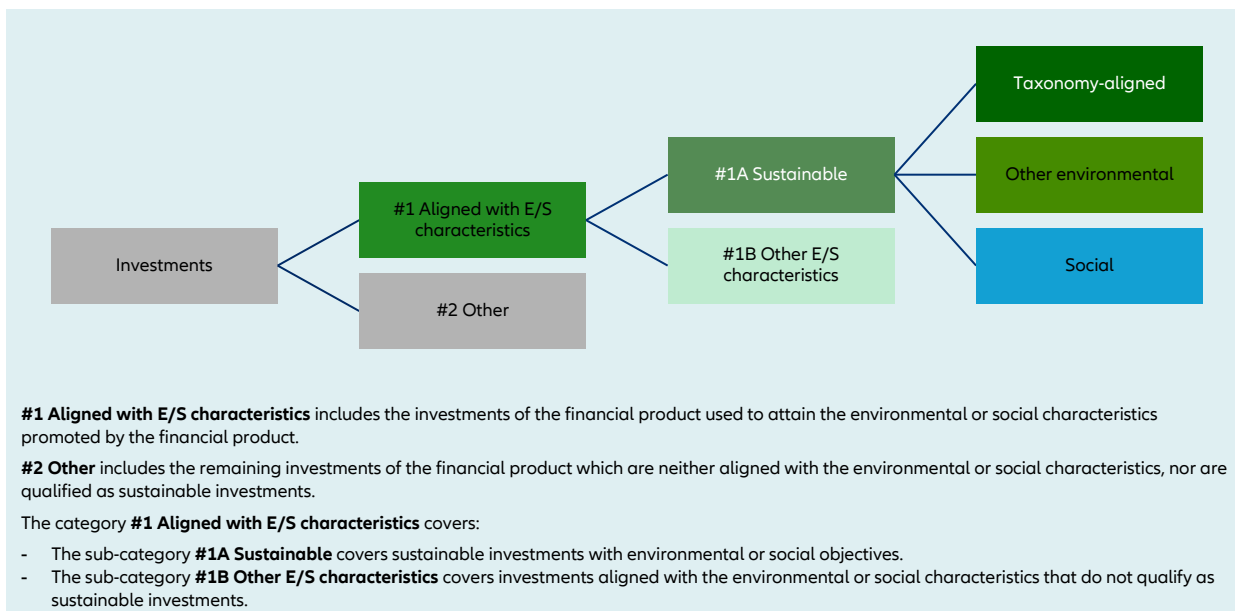 Taxonomy-aligned
#1A Sustainable
Other environmental
#1 Aligned with E/S
characteristics
Investments
#1B Other E/S
characteristics
Social
#2 Other
#1 Aligned with E/S characteristics includes the investments of the financial product used to attain the environmental or social characteristics
promoted by the financial product.
#2 Other includes the remaining investments of the financial product which are neither aligned with the environmental or social characteristics, nor are
qualified as sustainable investments.
The category #1 Aligned with E/S characteristics covers:
- The sub-category #1A Sustainable covers sustainable investments with environmental or social objectives.
- The sub-category #1B Other E/S characteristics covers investments aligned with the environmental or social characteristics that do not qualify as
sustainable investments.